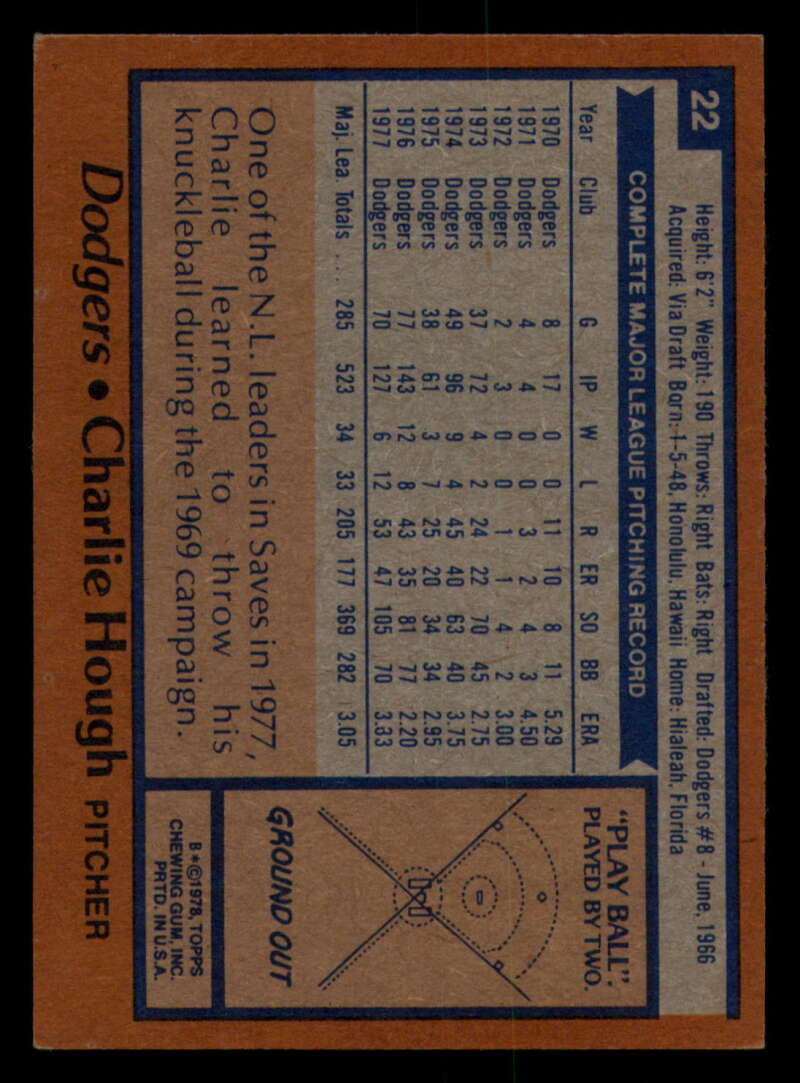 22
Height: 6'2" Weight: 190 Throws: Right Bats: Right Drafted: Dodgers #8 - June, 1966
Acquired: Via Draft Born: 1-5-48, Honolulu, Hawaii Home: Hialeah, Florida
COMPLETE MAJOR LEAGUE PITCHING RECORD
Year Club G IP W L R ER SO BB ERA
1970 Dodgers 8 17 0 0 11 10 8 11 5.29
1971 Dodgers 4 4 0 0 3 2 4 3 4.50
1972 Dodgers 2 3 0 0 1 1 4 2 3.00
1973 Dodgers 37 72 4 2 24 22 70 45 2.75
1974 Dodgers 49 96 9 4 45 40 63 40 3.75
1975 Dodgers 38 61 3 7 25 20 34 34 2.95
1976 Dodgers 77 143 12 8 43 35 81 77 2.20
1977 Dodgers 70 127 6 12 53 47 105 70 3.33
Maj. Lea. Totals .... 285 523 34 33 205 177 369 282 3.05
One of the N.L. leaders in Saves in 1977,
Charlie learned to throw his
knuckleball during the 1969 campaign.
"PLAY BALL".
PLAYED BY TWO.
GROUND OUT
B*©1978, TOPPS
CHEWING GUM, INC.
PRTD. IN U.S.A.
Dodgers • Charlie Hough PITCHER